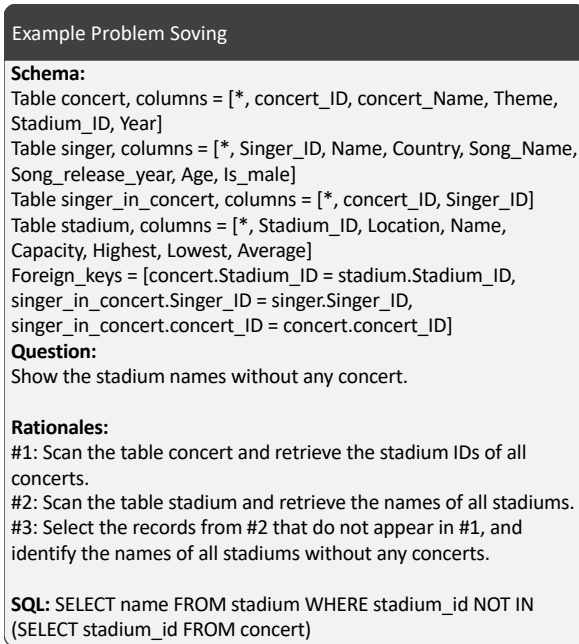 Example Problem Soving
Schema:
Table concert, columns = [*, concert_ID, concert_Name, Theme,
Stadium_ID, Year]
Table singer, columns = [*, Singer_ID, Name, Country, Song_Name,
Song_release_year, Age, Is_male]
Table singer_in_concert, columns = [*, concert_ID, Singer_ID]
Table stadium, columns = [*, Stadium_ID, Location, Name,
Capacity, Highest, Lowest, Average]
Foreign_keys = [concert.Stadium_ID = stadium.Stadium_ID,
singer_in_concert.Singer_ID = singer.Singer_ID,
singer_in_concert.concert_ID = concert.concert_ID]
Question:
Show the stadium names without any concert.
Rationales:
#1: Scan the table concert and retrieve the stadium IDs of all
concerts.
#2: Scan the table stadium and retrieve the names of all stadiums.
#3: Select the records from #2 that do not appear in #1, and
identify the names of all stadiums without any concerts.
SQL: SELECT name FROM stadium WHERE stadium_id NOT IN
(SELECT stadium_id FROM concert)